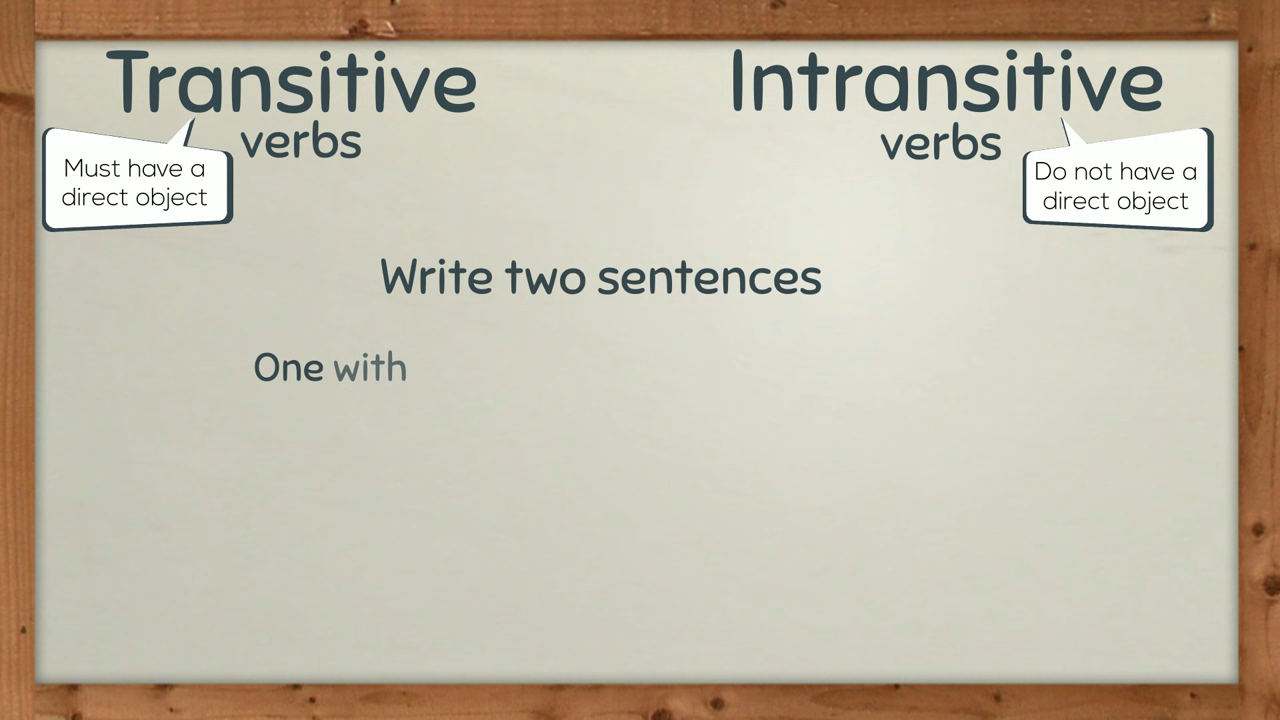 Transitive
verbs
Must have a
direct object
Intransitive
verbs
Do not have a
direct object
Write two sentences
One with